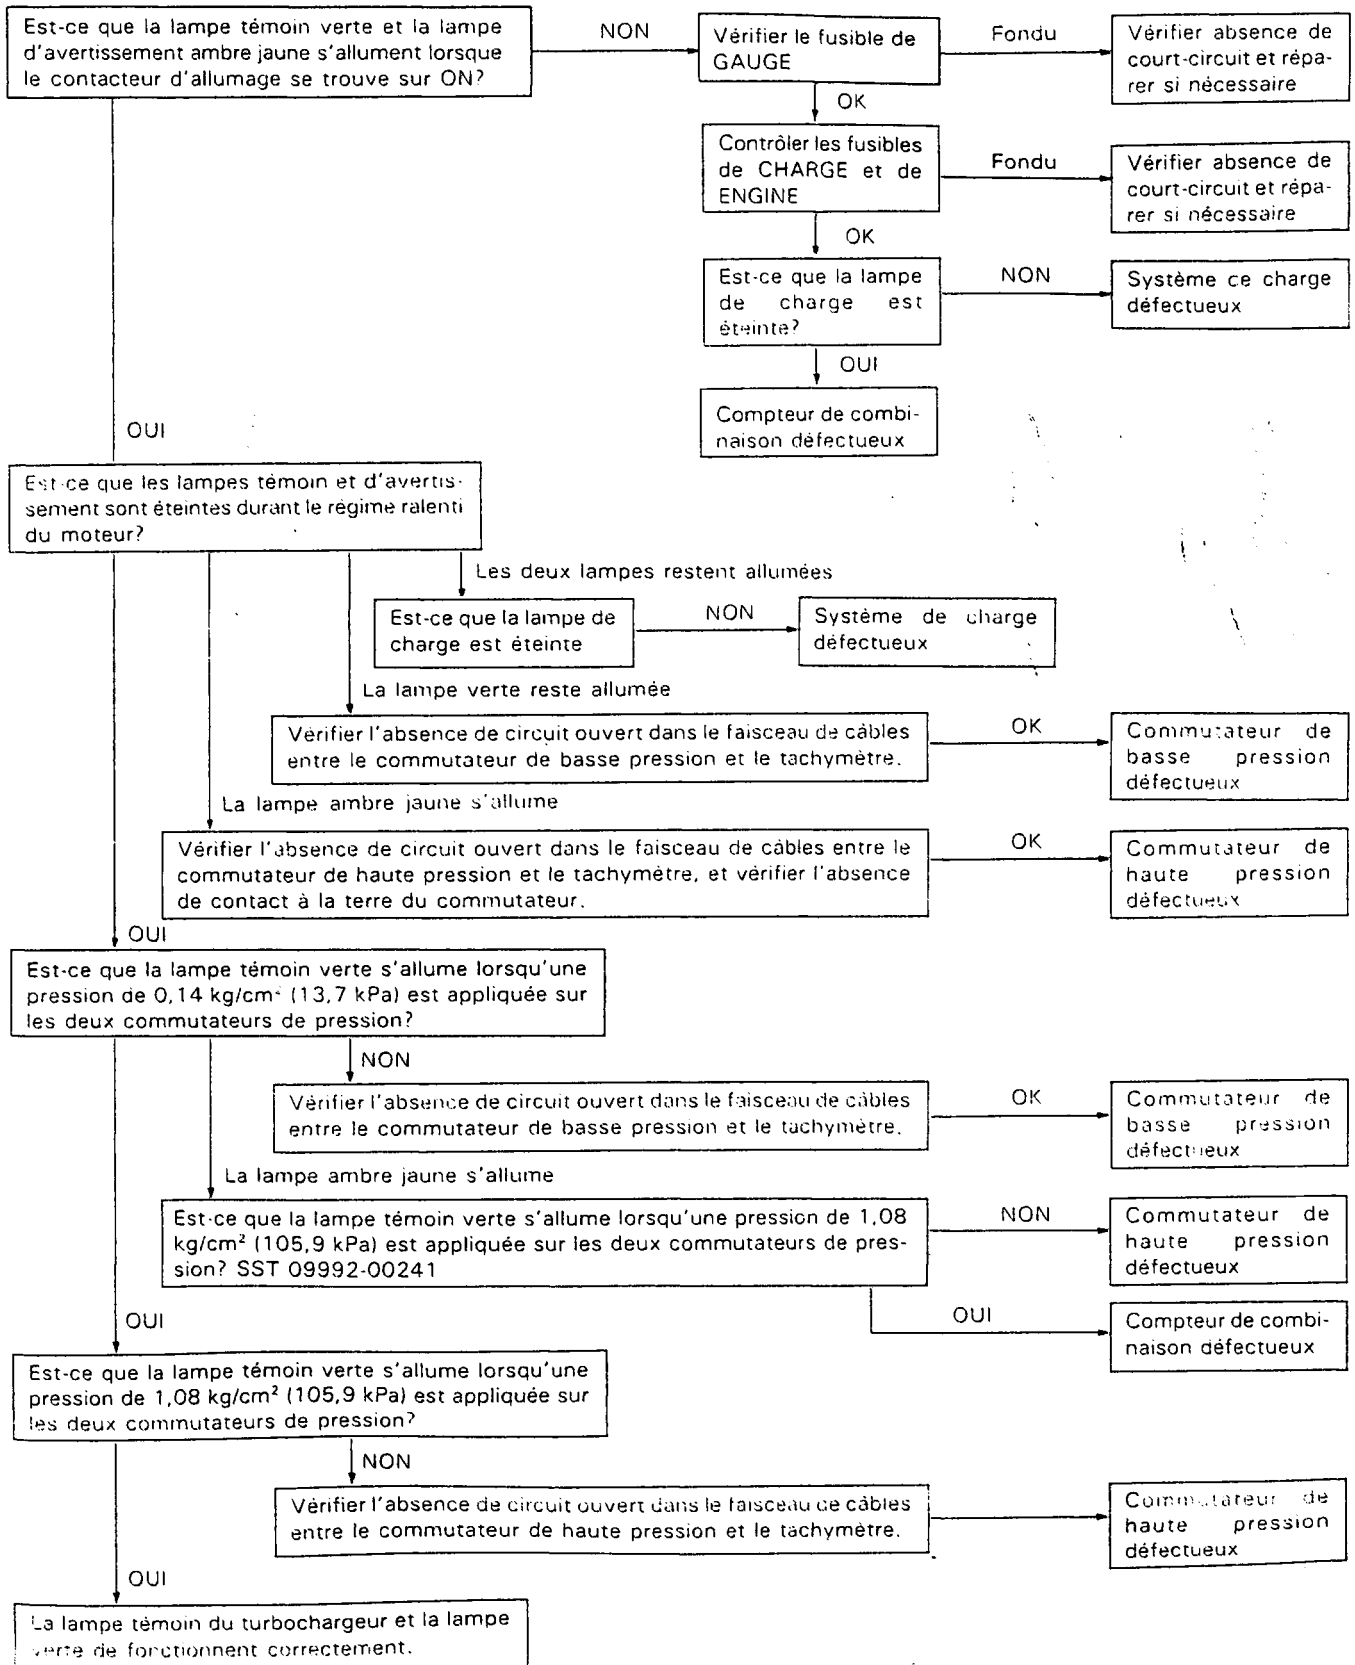 Est-ce que la lampe témoin verte et la lampe
d'avertissement ambre jaune s'allument lorsque
le contacteur d'allumage se trouve sur ON?
NON
Vérifier le fusible de
GAUGE
Fondu
Vérifier absence de
court-circuit et répa-
rer si nécessaire
OK
Contrôler les fusibles
de CHARGE et de
ENGINE
Fondu
Vérifier absence de
court-circuit et répa-
rer si nécessaire
OK
Est-ce que la lampe
de charge est
éteinte?
NON
Système ce charge
défectueux
OUI
Compteur de combi-
naison défectueux
OUI
Est-ce que les lampes témoin et d'avertis-
sement sont éteintes durant le régime ralenti
du moteur?
Les deux lampes restent allumées
Est-ce que la lampe de
charge est éteinte
NON
Système de charge
défectueux
La lampe verte reste allumée
Vérifier l'absence de circuit ouvert dans le faisceau de câbles
entre le commutateur de basse pression et le tachymètre.
OK
Commutateur de
basse pression
défectueux
La lampe ambre jaune s'allume
Vérifier l'absence de circuit ouvert dans le faisceau de câbles entre le
commutateur de haute pression et le tachymètre, et vérifier l'absence
de contact à la terre du commutateur.
OK
Commutateur de
haute pression
défectueux
OUI
Est-ce que la lampe témoin verte s'allume lorsqu'une
pression de 0,14 kg/cm² (13,7 kPa) est appliquée sur
les deux commutateurs de pression?
NON
Vérifier l'absence de circuit ouvert dans le faisceau de câbles
entre le commutateur de basse pression et le tachymètre.
OK
Commutateur de
basse pression
défectueux
La lampe ambre jaune s'allume
Est-ce que la lampe témoin verte s'allume lorsqu'une pression de 1,08
kg/cm² (105,9 kPa) est appliquée sur les deux commutateurs de pres-
sion? SST 09992-00241
NON
Commutateur de
haute pression
défectueux
OUI
Compteur de combi-
naison défectueux
OUI
Est-ce que la lampe témoin verte s'allume lorsqu'une
pression de 1,08 kg/cm² (105,9 kPa) est appliquée sur
les deux commutateurs de pression?
NON
Vérifier l'absence de circuit ouvert dans le faisceau de câbles
entre le commutateur de haute pression et le tachymètre.
Commutateur de
haute pression
défectueux
OUI
La lampe témoin du turbochargeur et la lampe
verte de fonctionnent correctement.